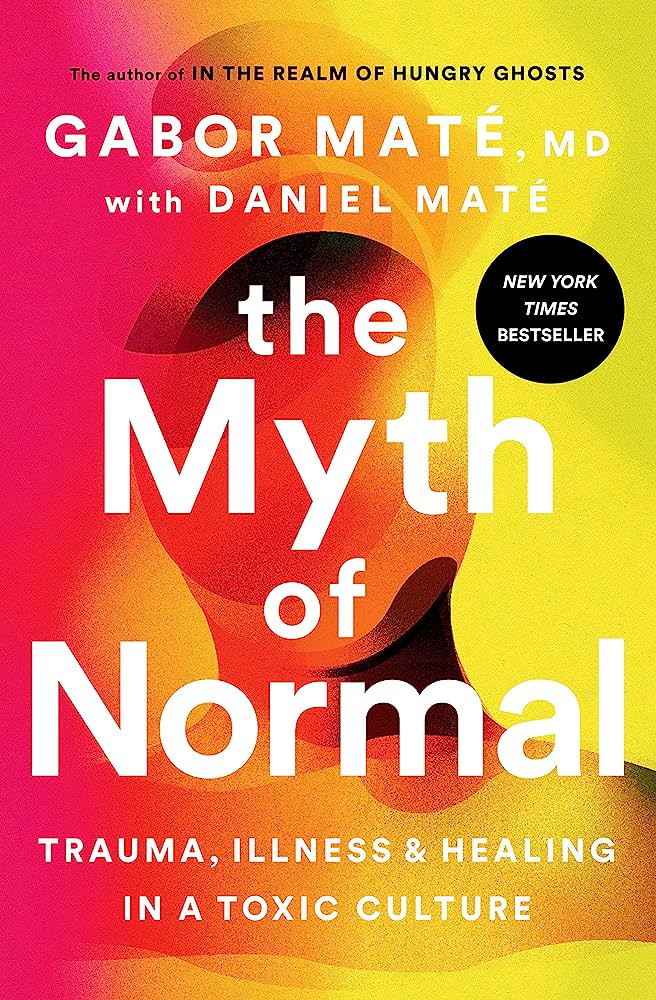 The author of IN THE REALM OF HUNGRY GHOSTS
GABOR MATÉ, MD
with DANIEL MATÉ
the
Myth
of
Normal
NEW YORK
TIMES
BESTSELLER
TRAUMA, ILLNESS & HEALING
IN A TOXIC CULTURE